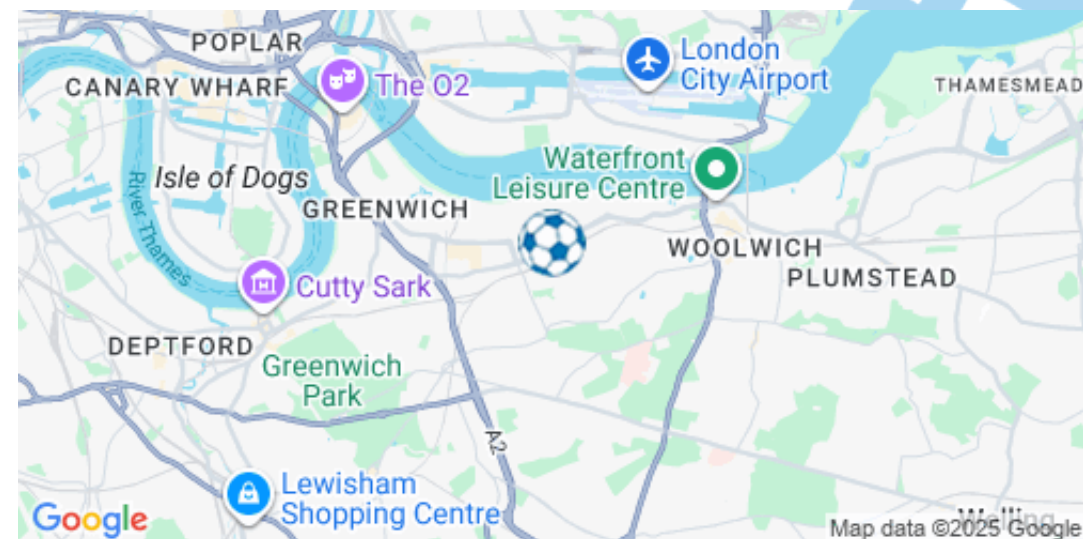 POPLAR
CANARY WHARF
The O2
London
City Airport
THAMESMEAD
Waterfront
Leisure Centre
Isle of Dogs
River Thames
GREENWICH
WOOLWICH
PLUMSTEAD
Cutty Sark
DEPTFORD
Greenwich
Park
A2
Lewisham
Shopping Centre
Welling
Google
Map data ©2025 Google